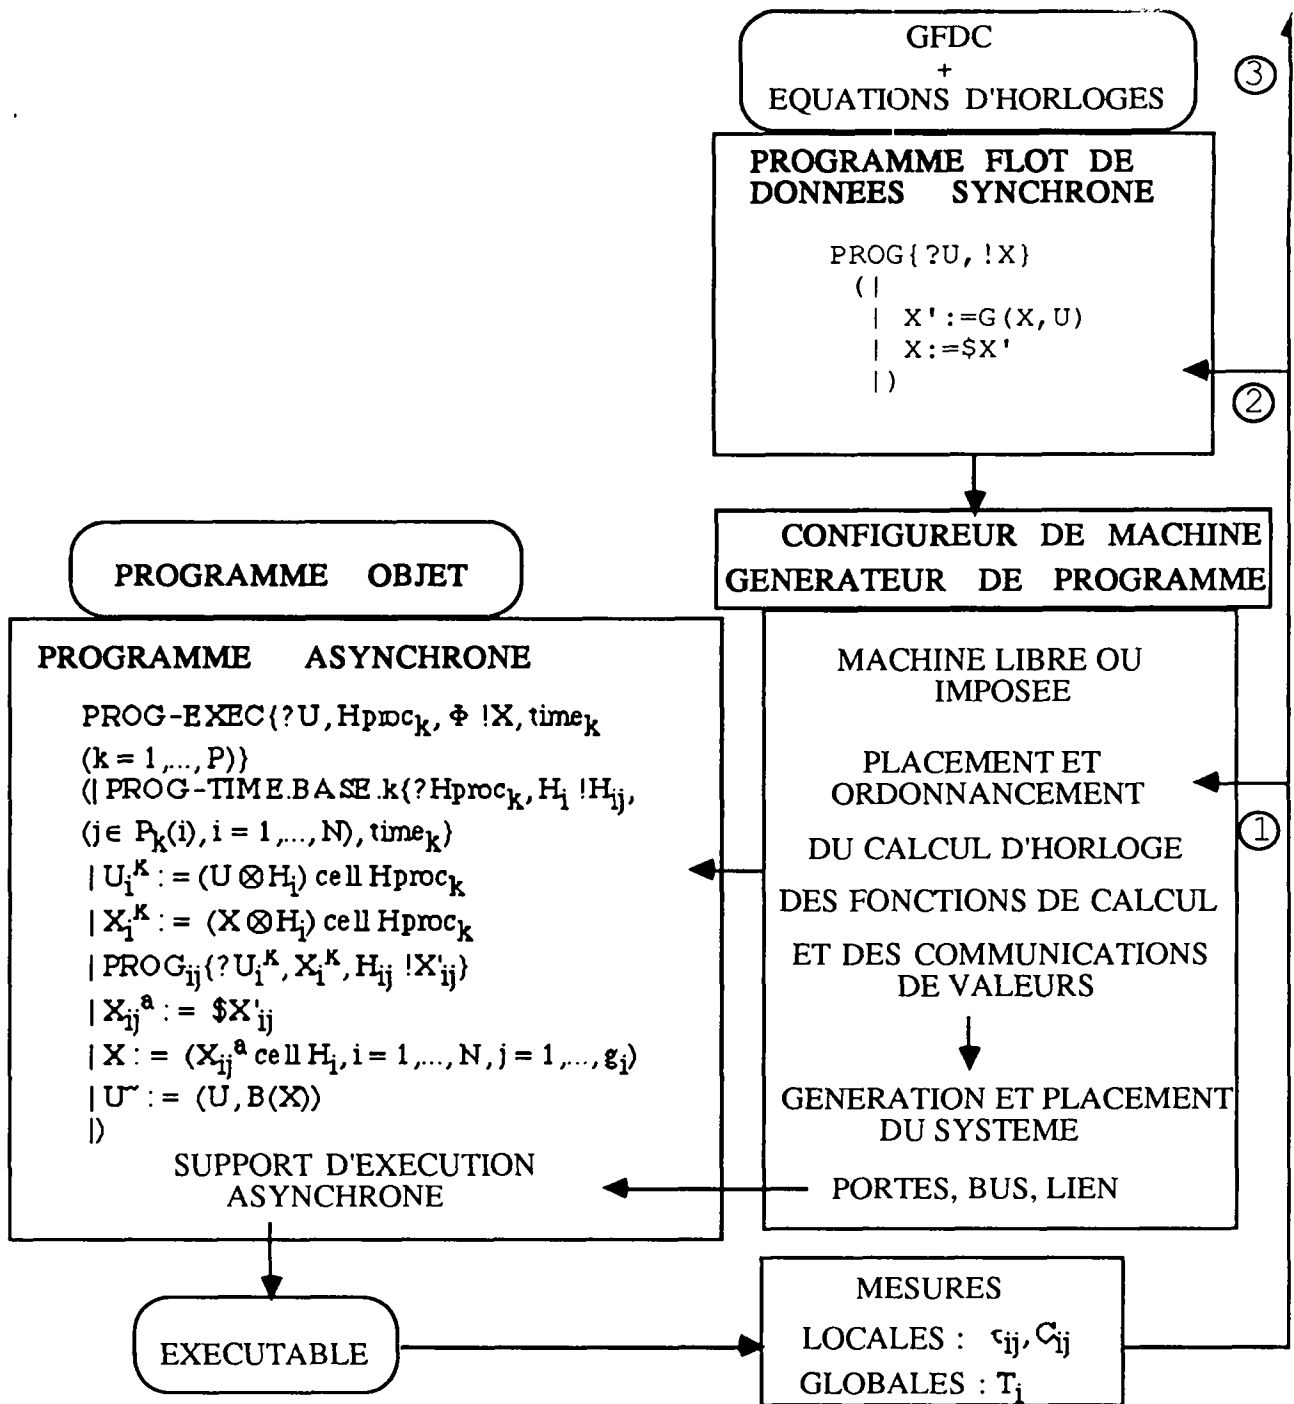 GFDC
+
EQUATIONS D'HORLOGES
③
PROGRAMME FLOT DE
DONNEES SYNCHRONE
PROG{?U, !X}
(|
| X':=G(X,U)
| X:=$X'
|)
②
CONFIGUREUR DE MACHINE
GENERATEUR DE PROGRAMME
MACHINE LIBRE OU
IMPOSEE
PLACEMENT ET
ORDONNANCEMENT
①
DU CALCUL D'HORLOGE
DES FONCTIONS DE CALCUL
ET DES COMMUNICATIONS
DE VALEURS
GENERATION ET PLACEMENT
DU SYSTEME
PORTES, BUS, LIEN
PROGRAMME OBJET
PROGRAMME ASYNCHRONE
PROG-EXEC{?U, Hproc_k, Φ !X, time_k
(k = 1,..., P)}
(| PROG-TIME.BASE.k{?Hproc_k, H_i !H_ij,
(j ∈ P_k(i), i = 1,..., N), time_k}
| U_i^K := (U ⊗ H_i) cell Hproc_k
| X_i^K := (X ⊗ H_i) cell Hproc_k
| PROG_ij{?U_i^K, X_i^K, H_ij !X'_ij}
| X_ij^a := $X'_ij
| X := (X_ij^a cell H_i, i = 1,..., N, j = 1,..., g_i)
| U~ := (U, B(X))
|)
SUPPORT D'EXECUTION
ASYNCHRONE
EXECUTABLE
MESURES
LOCALES : τ_ij, C_ij
GLOBALES : T_i